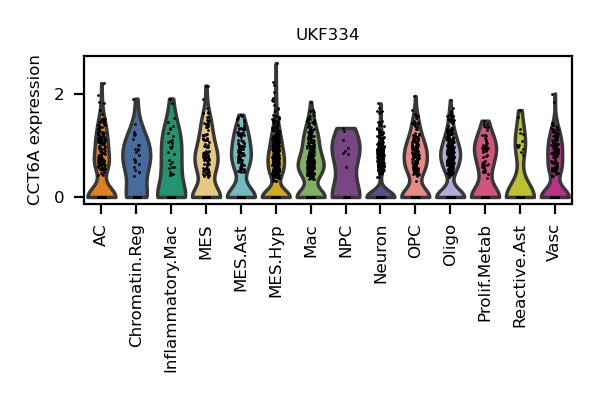 UKF334
CCT6A expression
2
0
AC
Chromatin.Reg
Inflammatory.Mac
MES
MES.Ast
MES.Hyp
Mac
NPC
Neuron
OPC
Oligo
Prolif.Metab
Reactive.Ast
Vasc